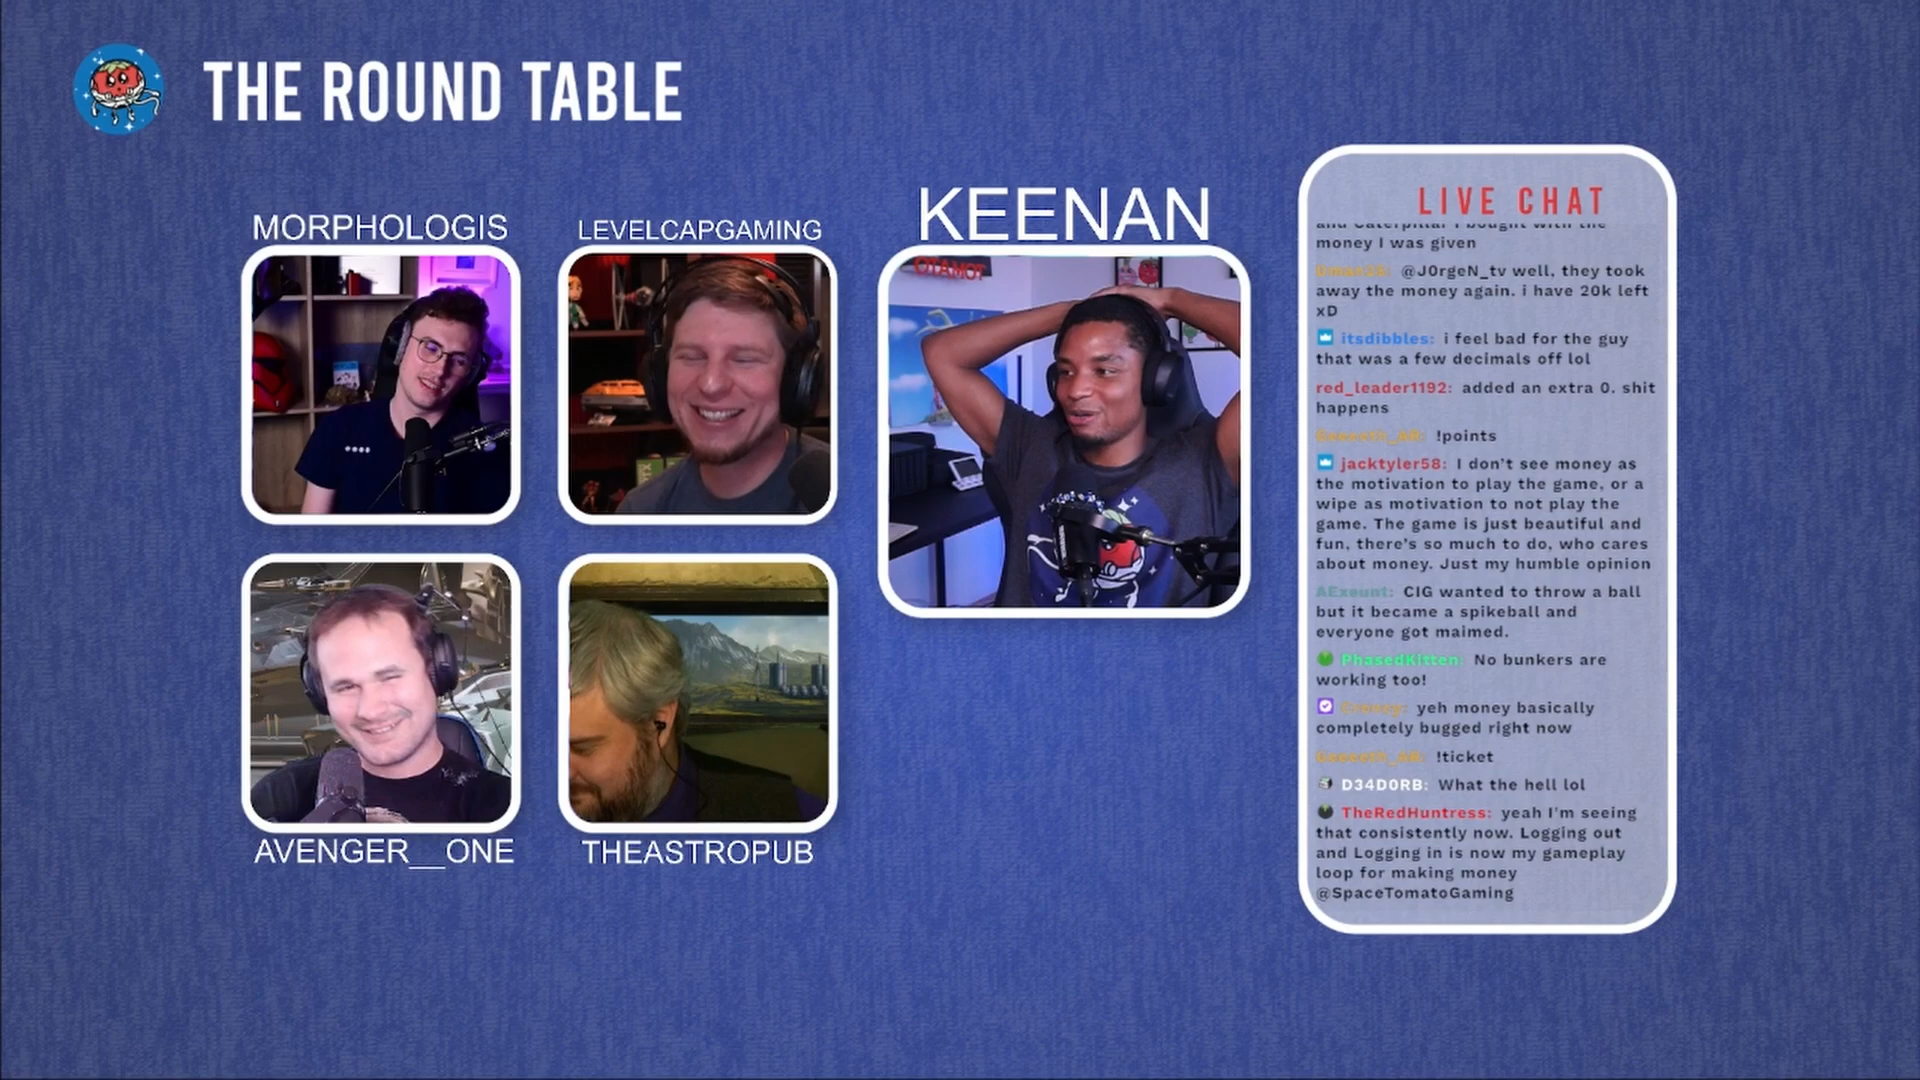 THE ROUND TABLE
MORPHOLOGIS
LEVELCAPGAMING
KEENAN
AVENGER__ONE
THEASTROPUB
LIVE CHAT
and Caterpillar I bought with the
money I was given
@J0rgeN_tv well, they took
away the money again. i have 20k left
xD
itsdibbles: i feel bad for the guy
that was a few decimals off lol
red_leader1192: added an extra 0. shit
happens
!points
jacktyler58: I don't see money as
the motivation to play the game, or a
wipe as motivation to not play the
game. The game is just beautiful and
fun, there's so much to do, who cares
about money. Just my humble opinion
AExeunt: CIG wanted to throw a ball
but it became a spikeball and
everyone got maimed.
PhasedKitten: No bunkers are
working too!
yeh money basically
completely bugged right now
!ticket
D34D0RB: What the hell lol
TheRedHuntress: yeah I'm seeing
that consistently now. Logging out
and Logging in is now my gameplay
loop for making money
@SpaceTomatoGaming